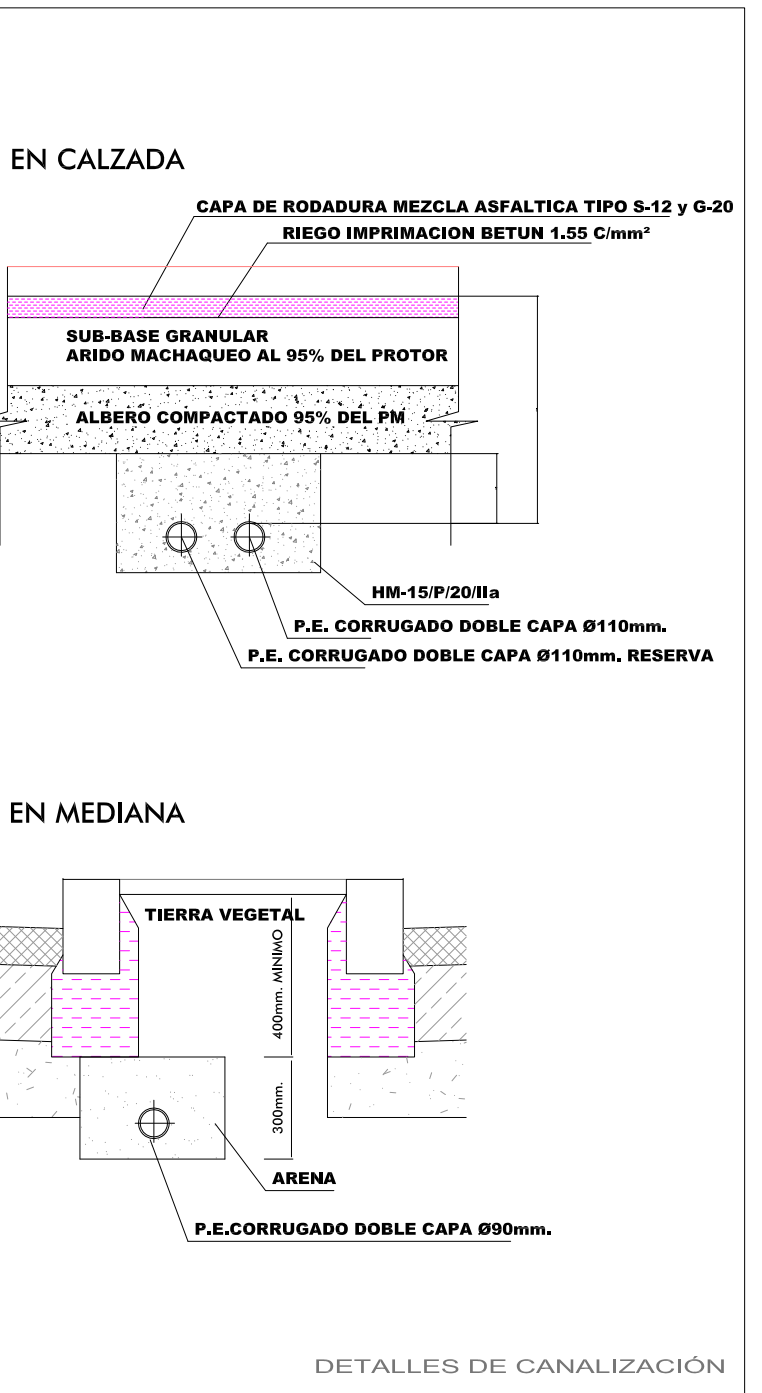 EN CALZADA
CAPA DE RODADURA MEZCLA ASFALTICA TIPO S-12 y G-20
RIEGO IMPRIMACION BETUN 1.55 C/mm²
SUB-BASE GRANULAR
ARIDO MACHAQUEO AL 95% DEL PROTOR
ALBERO COMPACTADO 95% DEL PM
HM-15/P/20/IIa
P.E. CORRUGADO DOBLE CAPA Ø110mm.
P.E. CORRUGADO DOBLE CAPA Ø110mm. RESERVA
EN MEDIANA
TIERRA VEGETAL
400mm. MINIMO
300mm.
ARENA
P.E.CORRUGADO DOBLE CAPA Ø90mm.
DETALLES DE CANALIZACIÓN